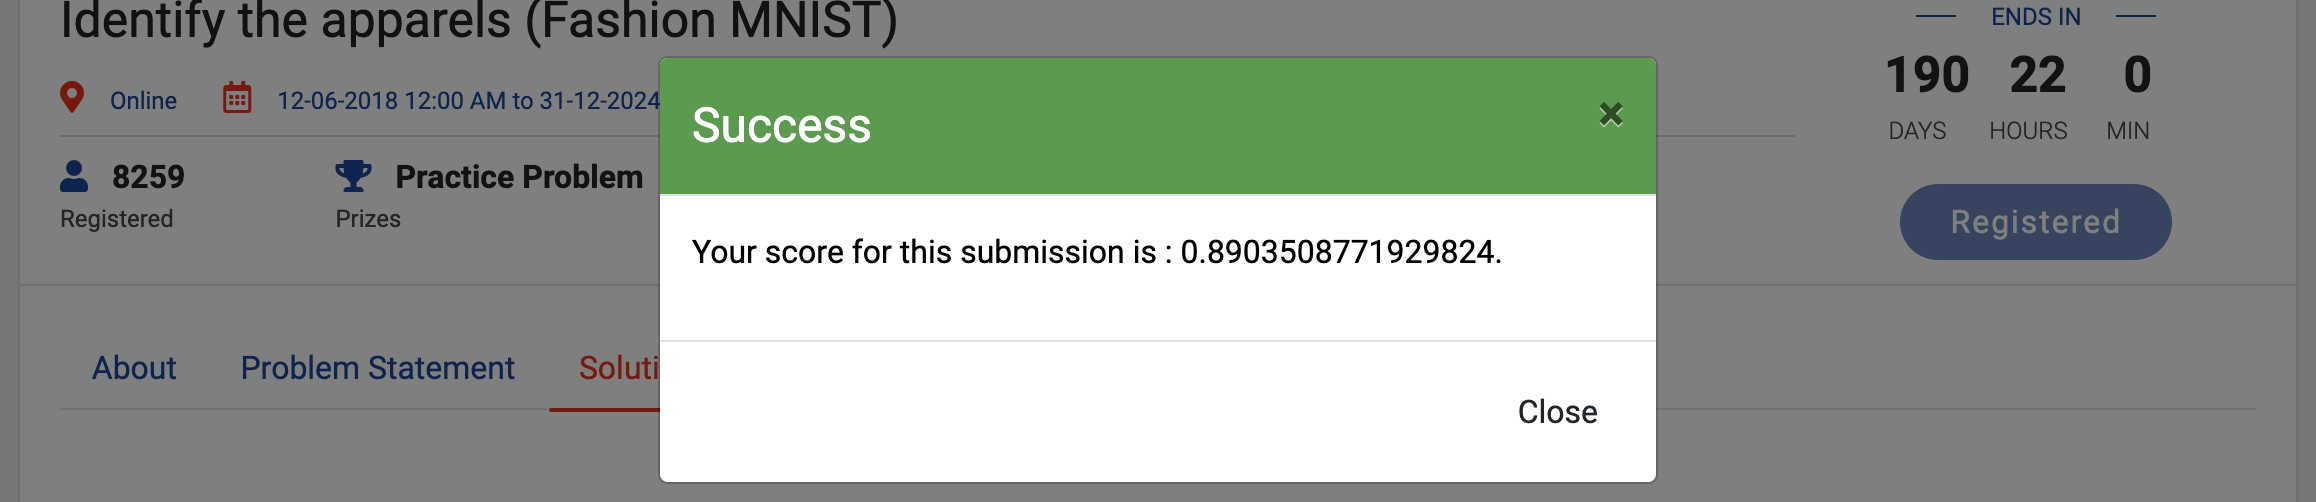 Identify the apparels (Fashion MNIST)
ENDS IN
190 22 0
DAYS HOURS MIN
Online 12-06-2018 12:00 AM to 31-12-2024
8259 Practice Problem
Registered Prizes
Registered
Success
Your score for this submission is : 0.8903508771929824.
Close
About Problem Statement